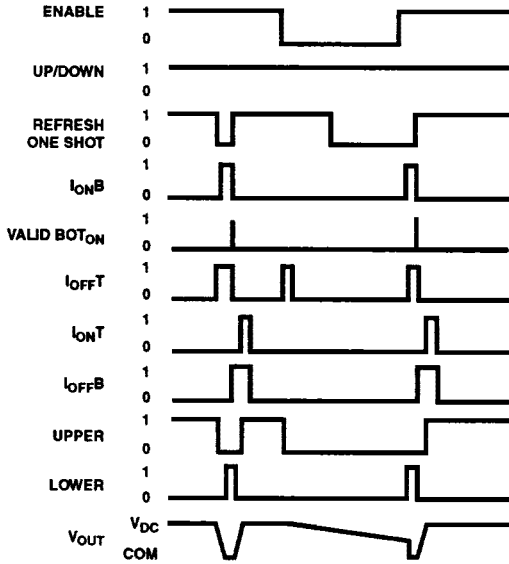 ENABLE 1
0
UP/DOWN 1
0
REFRESH ONE SHOT 1
0
IONB 1
0
VALID BOTON 1
0
IOFFT 1
0
IONT 1
0
IOFFB 1
0
UPPER 1
0
LOWER 1
0
VOUT VDC
COM